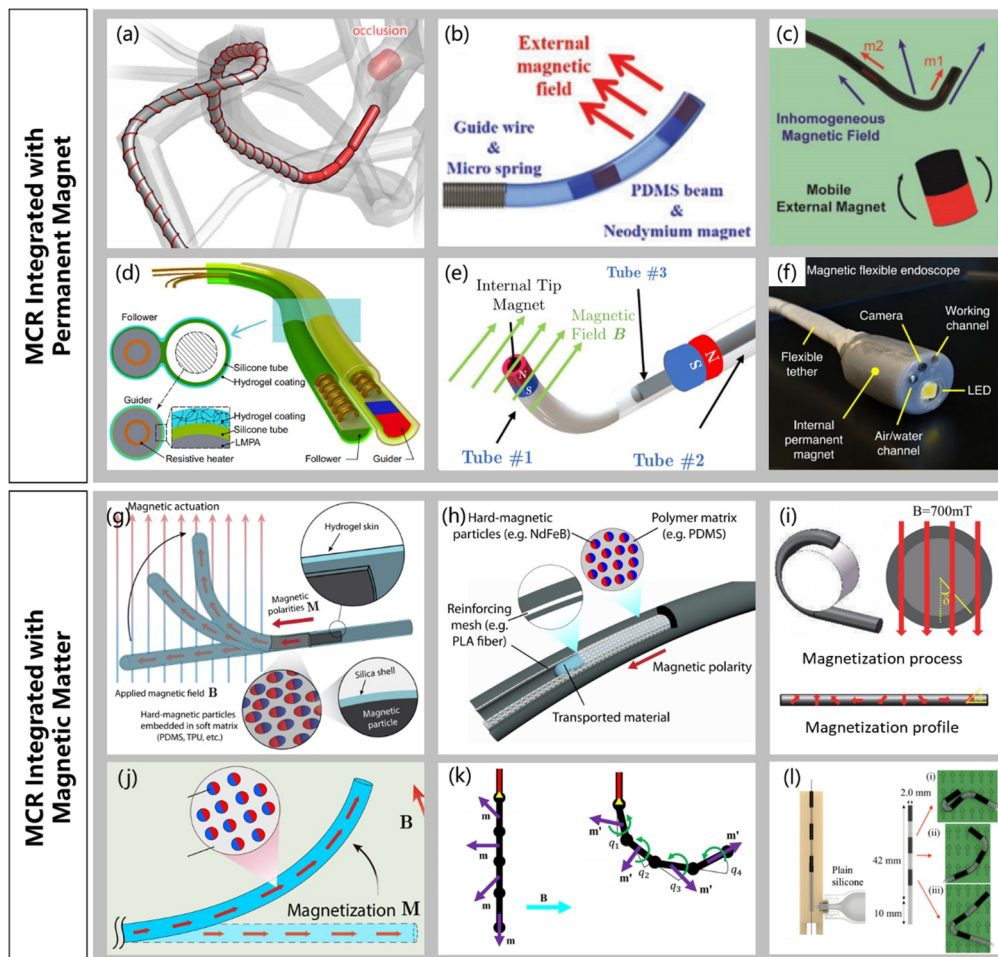 MCR Integrated with
Permanent Magnet
(a)
occlusion
(b)
External
magnetic
field
Guide wire
&
Micro spring
PDMS beam
&
Neodymium magnet
(c)
m2
m1
Inhomogeneous
Magnetic Field
Mobile
External Magnet
(d)
Follower
Silicone tube
Hydrogel coating
Guider
Hydrogel coating
Silicone tube
LMPA
Resistive heater
Follower
Guider
(e)
Tube #3
Internal Tip
Magnet
Magnetic
Field B
N
S
S
N
Tube #1
Tube #2
(f)
Magnetic flexible endoscope
Camera
Working
channel
Flexible
tether
LED
Internal
permanent
magnet
Air/water
channel
MCR Integrated with
Magnetic Matter
(g)
Magnetic actuation
Hydrogel skin
Magnetic
polarities M
Applied magnetic field B
Silica shell
Magnetic
particle
Hard-magnetic particles
embedded in soft matrix
(PDMS, TPU, etc.)
(h)
Hard-magnetic
particles (e.g. NdFeB)
Polymer matrix
(e.g. PDMS)
Reinforcing
mesh (e.g.
PLA fiber)
Magnetic polarity
Transported material
(i)
B=700mT
Magnetization process
Magnetization profile
(j)
B
Magnetization M
(k)
m
m
m
m
B
m'
m'
m'
m'
q1
q2
q3
q4
(l)
(i)
2.0 mm
(ii)
Plain
silicone
42 mm
(iii)
10 mm